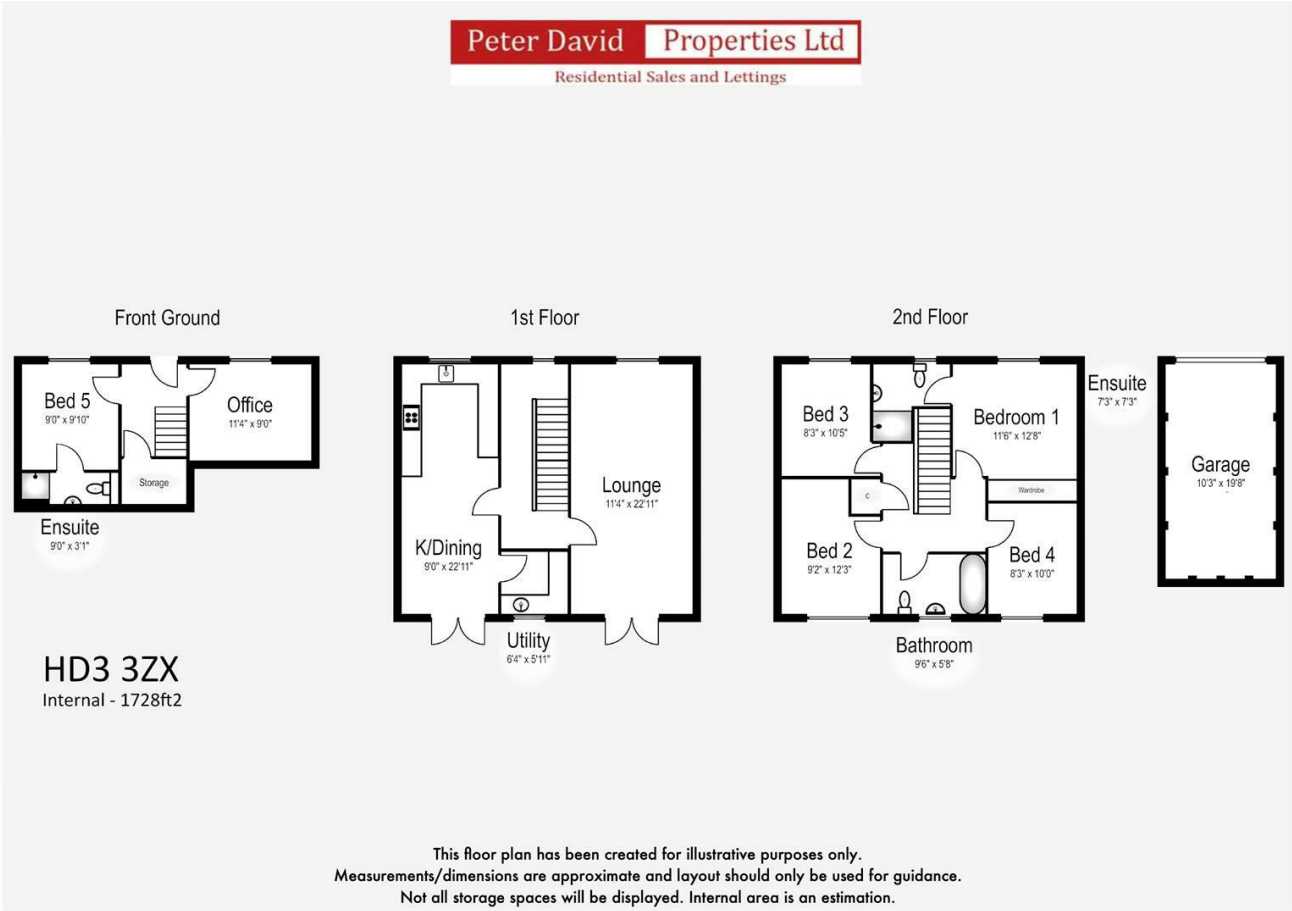 Peter David Properties Ltd
Residential Sales and Lettings
Front Ground
1st Floor
2nd Floor
Bed 5
9'0" x 9'10"
Office
11'4" x 9'0"
Storage
Ensuite
9'0" x 3'1"
K/Dining
9'0" x 22'11"
Lounge
11'4" x 22'11"
Utility
6'4" x 5'11"
Bed 3
8'3" x 10'5"
Bedroom 1
11'6" x 12'8"
Wardrobe
C
Bed 2
9'2" x 12'3"
Bed 4
8'3" x 10'0"
Bathroom
9'6" x 5'8"
Ensuite
7'3" x 7'3"
Garage
10'3" x 19'8"
HD3 3ZX
Internal - 1728ft2
This floor plan has been created for illustrative purposes only.
Measurements/dimensions are approximate and layout should only be used for guidance.
Not all storage spaces will be displayed. Internal area is an estimation.